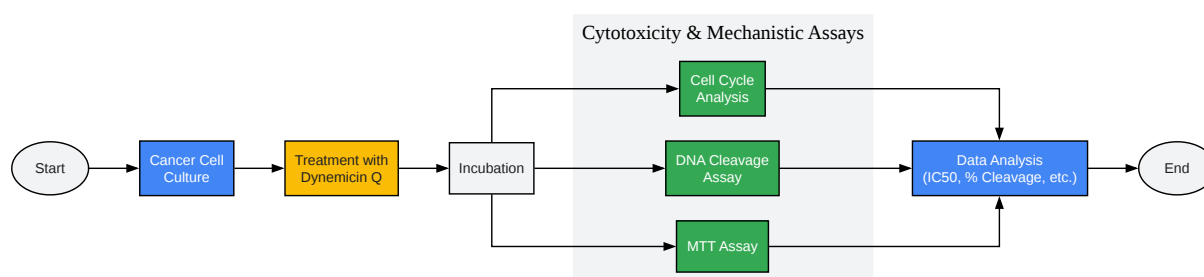 Cytotoxicity & Mechanistic Assays
Start
Cancer Cell
Culture
Treatment with
Dynemicin Q
Incubation
Cell Cycle
Analysis
DNA Cleavage
Assay
MTT Assay
Data Analysis
(IC50, % Cleavage, etc.)
End